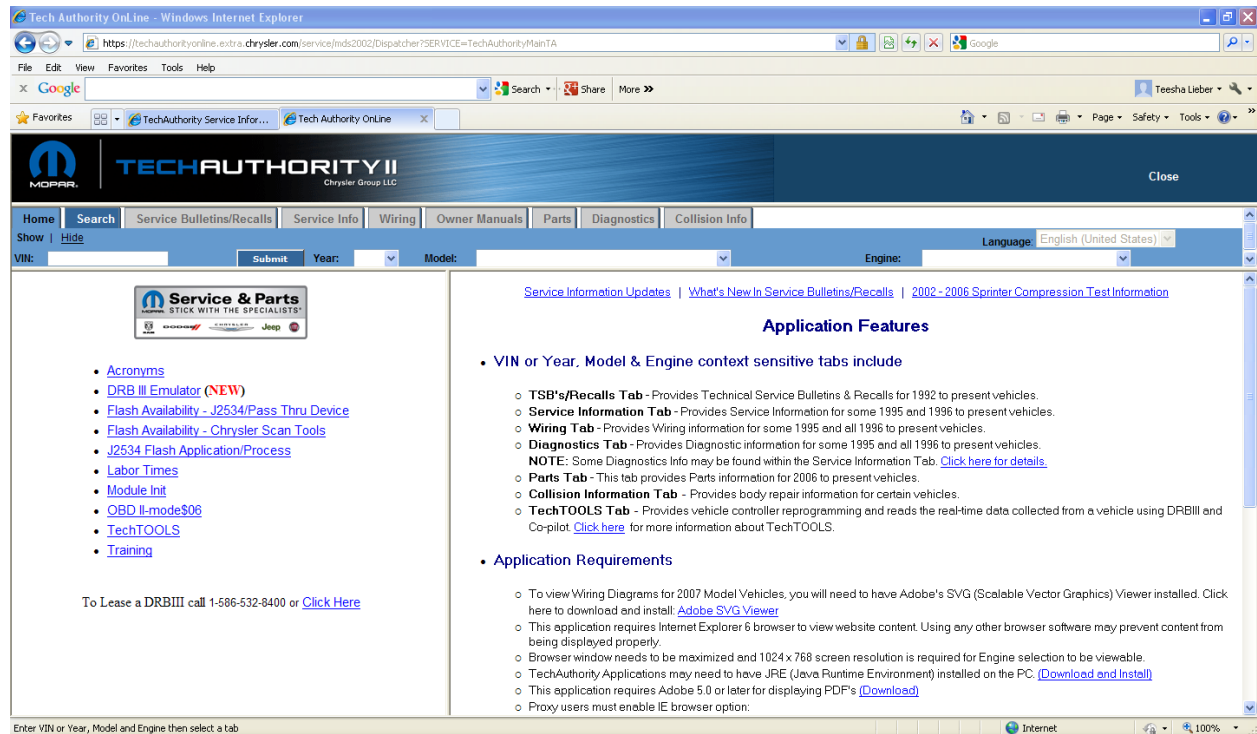 Tech Authority OnLine - Windows Internet Explorer
https://techauthorityonline.extra.chrysler.com/service/mds2002/Dispatcher?SERVICE=TechAuthorityMainTA
Google
File Edit View Favorites Tools Help
x Google Search Share More »
Teesha Lieber
Favorites TechAuthority Service Infor... Tech Authority OnLine X
Page Safety Tools
MOPAR.
TECHAUTHORITY II
Chrysler Group LLC
Close
Home Search Service Bulletins/Recalls Service Info Wiring Owner Manuals Parts Diagnostics Collision Info
Show | Hide
Language: English (United States)
VIN: Submit Year: Model: Engine:
Service & Parts
STICK WITH THE SPECIALISTS
DODGE CHRYSLER Jeep
• Acronyms
• DRB III Emulator (NEW)
• Flash Availability - J2534/Pass Thru Device
• Flash Availability - Chrysler Scan Tools
• J2534 Flash Application/Process
• Labor Times
• Module Init
• OBD II-mode$06
• TechTOOLS
• Training
To Lease a DRBIII call 1-586-532-8400 or Click Here
Service Information Updates | What's New In Service Bulletins/Recalls | 2002 - 2006 Sprinter Compression Test Information
Application Features
• VIN or Year, Model & Engine context sensitive tabs include
○ TSB's/Recalls Tab - Provides Technical Service Bulletins & Recalls for 1992 to present vehicles.
○ Service Information Tab - Provides Service Information for some 1995 and 1996 to present vehicles.
○ Wiring Tab - Provides Wiring information for some 1995 and all 1996 to present vehicles.
○ Diagnostics Tab - Provides Diagnostic information for some 1995 and all 1996 to present vehicles.
NOTE: Some Diagnostics Info may be found within the Service Information Tab. Click here for details.
○ Parts Tab - This tab provides Parts information for 2006 to present vehicles.
○ Collision Information Tab - Provides body repair information for certain vehicles.
○ TechTOOLS Tab - Provides vehicle controller reprogramming and reads the real-time data collected from a vehicle using DRBIII and
Co-pilot. Click here for more information about TechTOOLS.
• Application Requirements
○ To view Wiring Diagrams for 2007 Model Vehicles, you will need to have Adobe's SVG (Scalable Vector Graphics) Viewer installed. Click
here to download and install: Adobe SVG Viewer
○ This application requires Internet Explorer 6 browser to view website content. Using any other browser software may prevent content from
being displayed properly.
○ Browser window needs to be maximized and 1024 x 768 screen resolution is required for Engine selection to be viewable.
○ TechAuthority Applications may need to have JRE (Java Runtime Environment) installed on the PC. (Download and Install)
○ This application requires Adobe 5.0 or later for displaying PDF's (Download)
○ Proxy users must enable IE browser option:
Enter VIN or Year, Model and Engine then select a tab
Internet 100%